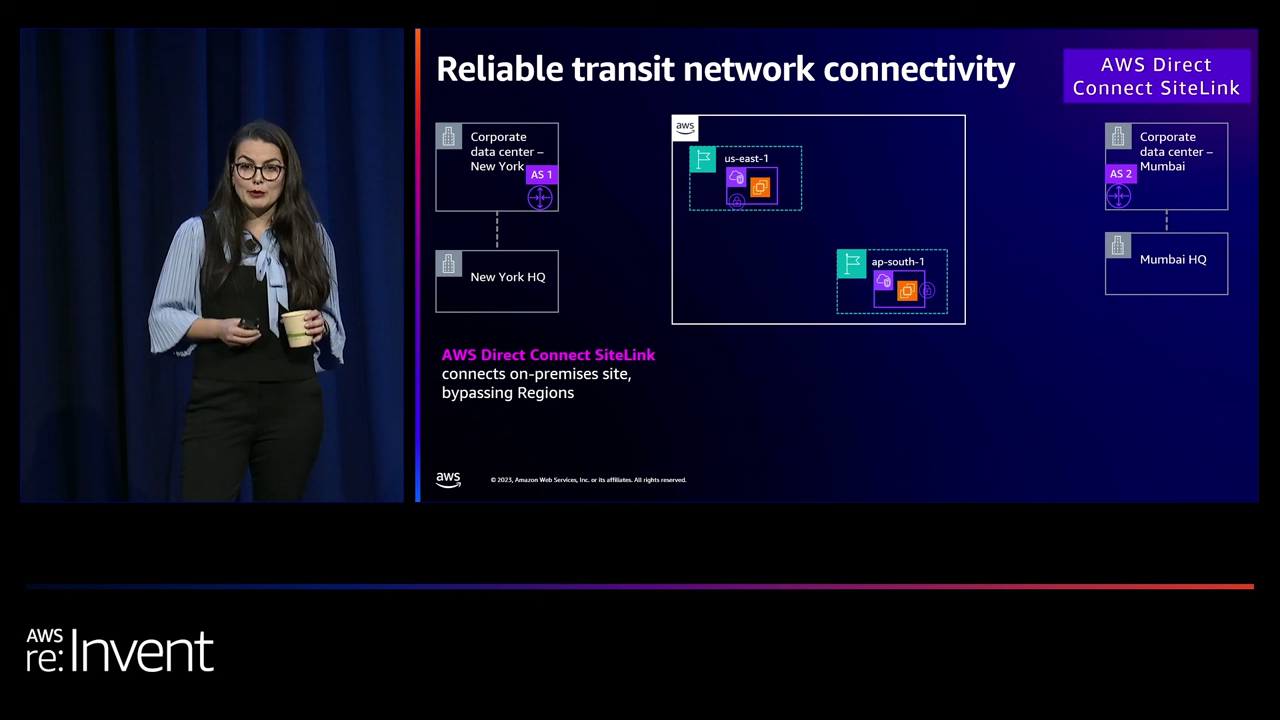 Reliable transit network connectivity
AWS Direct
Connect SiteLink
Corporate
data center –
New York
AS 1
New York HQ
aws
us-east-1
ap-south-1
Corporate
data center –
Mumbai
AS 2
Mumbai HQ
AWS Direct Connect SiteLink
connects on-premises site,
bypassing Regions
aws
© 2023, Amazon Web Services, Inc. or its affiliates. All rights reserved.
AWS
re:Invent